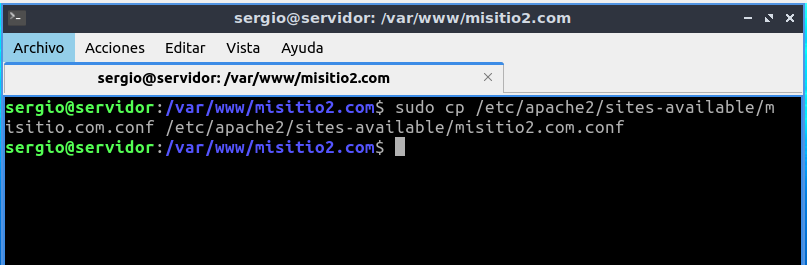 sergio@servidor: /var/www/misitio2.com
Archivo Acciones Editar Vista Ayuda
sergio@servidor: /var/www/misitio2.com
sergio@servidor:/var/www/misitio2.com$ sudo cp /etc/apache2/sites-available/m
isitio.com.conf /etc/apache2/sites-available/misitio2.com.conf
sergio@servidor:/var/www/misitio2.com$